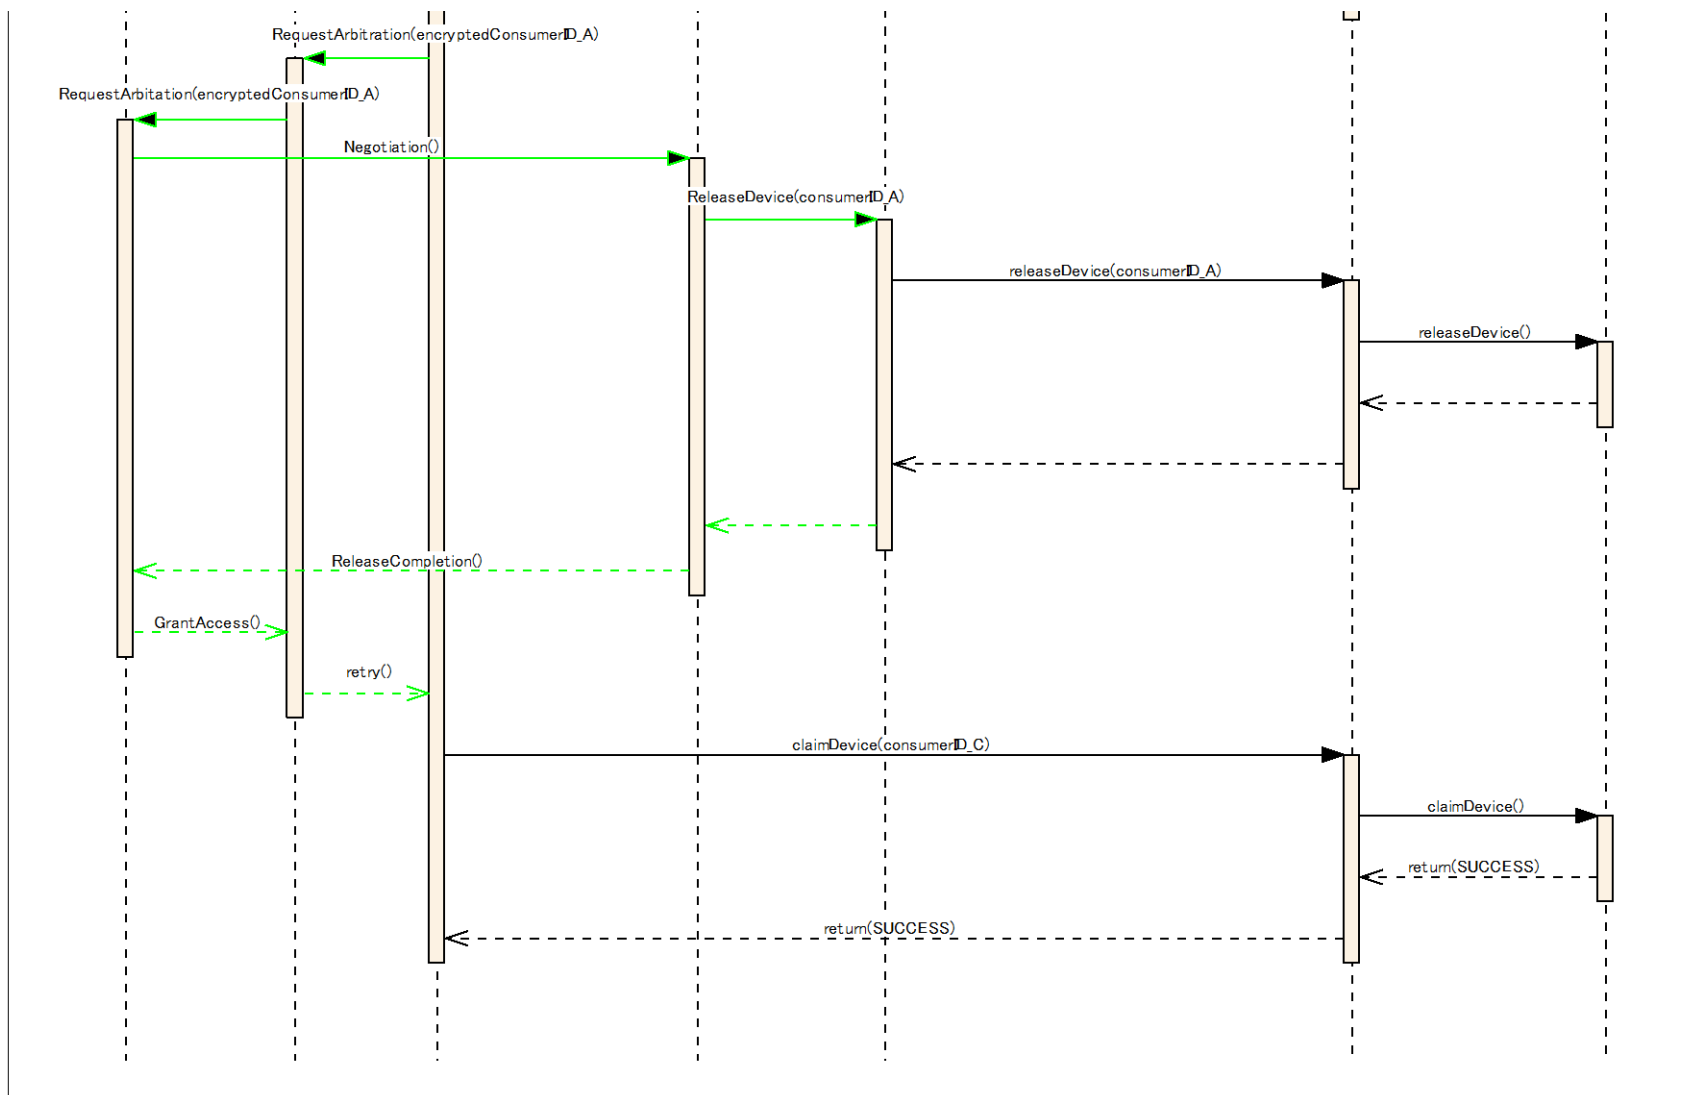 RequestArbitration(encryptedConsumerID_A)
RequestArbitation(encryptedConsumerID_A)
Negotiation()
ReleaseDevice(consumerID_A)
releaseDevice(consumerID_A)
releaseDevice()
ReleaseCompletion()
GrantAccess()
retry()
claimDevice(consumerID_C)
claimDevice()
return(SUCCESS)
return(SUCCESS)